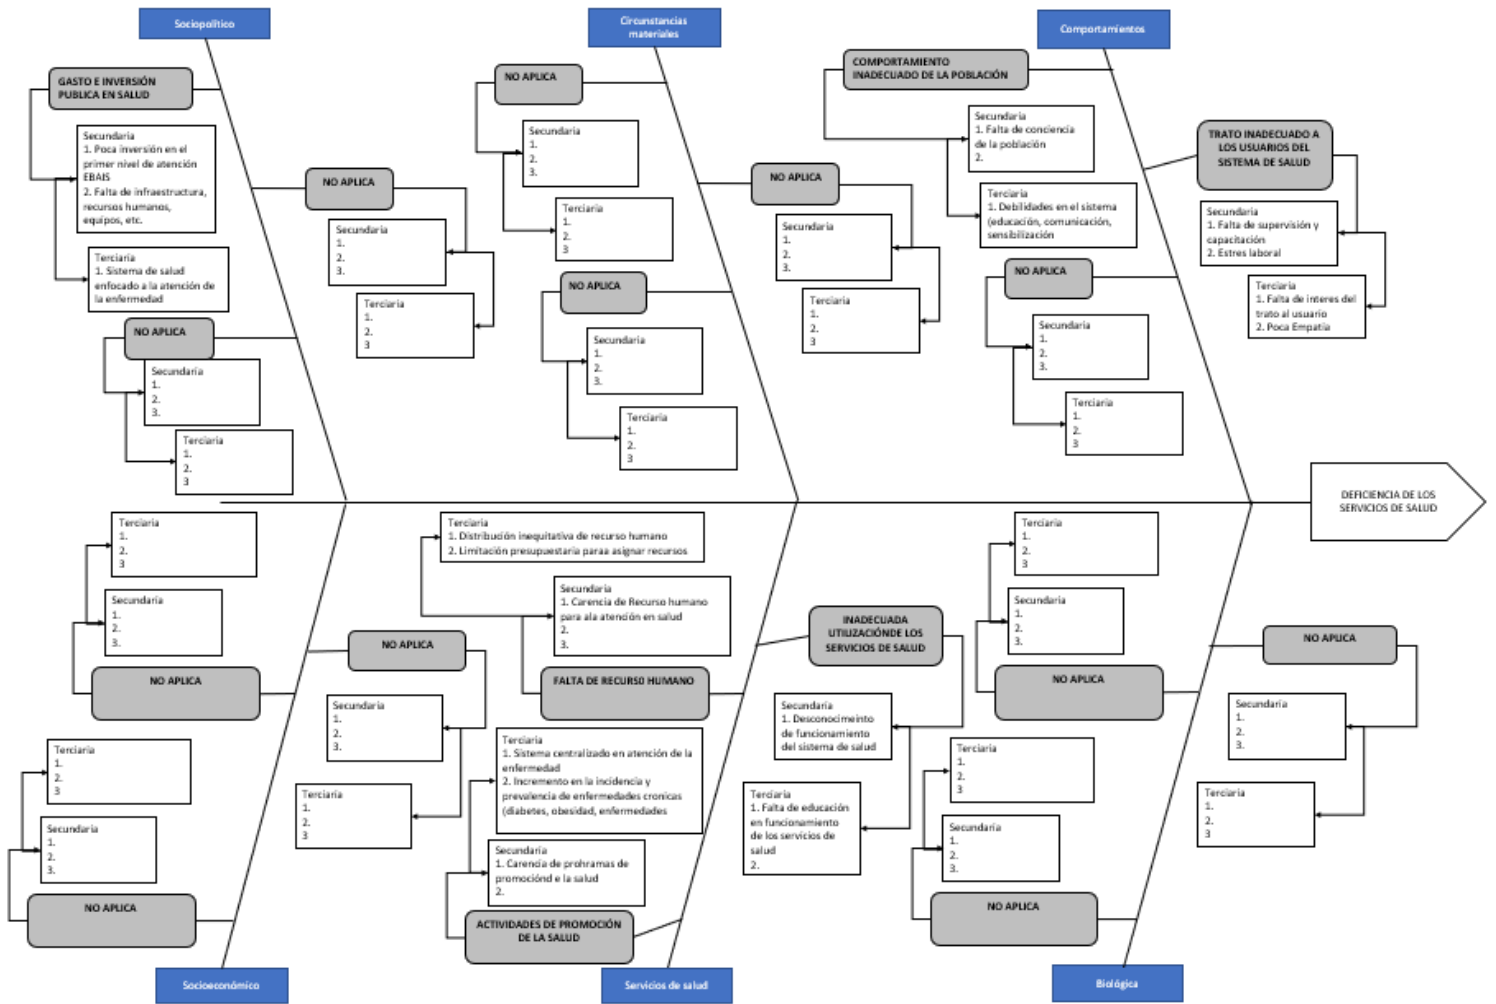 Sociopolítico
GASTO E INVERSIÓN
PUBLICA EN SALUD
Secundaria
1. Poca inversión en el
primer nivel de atención
EBAIS
2. Falta de infraestructura,
recursos humanos,
equipos, etc.
Terciaria
1. Sistema de salud
enfocado a la atención de
la enfermedad
NO APLICA
Secundaria
1.
2.
3.
Terciaria
1.
2.
3
NO APLICA
Secundaria
1.
2.
3.
Terciaria
1.
2.
3
Circunstancias
materiales
NO APLICA
Secundaria
1.
2.
3.
Terciaria
1.
2.
3
NO APLICA
Secundaria
1.
2.
3.
Terciaria
1.
2.
3
NO APLICA
Secundaria
1.
2.
3.
Terciaria
1.
2.
3
Comportamientos
COMPORTAMIENTO
INADECUADO DE LA POBLACIÓN
Secundaria
1. Falta de conciencia
de la población
2.
Terciaria
1. Debilidades en el sistema
(educación, comunicación,
sensibilización
TRATO INADECUADO A
LOS USUARIOS DEL
SISTEMA DE SALUD
Secundaria
1. Falta de supervisión y
capacitación
2. Estres laboral
Terciaria
1. Falta de interes del
trato al usuario
2. Poca Empatia
NO APLICA
Secundaria
1.
2.
3.
Terciaria
1.
2.
3
DEFICIENCIA DE LOS
SERVICIOS DE SALUD
Terciaria
1.
2.
3
Secundaria
1.
2.
3.
NO APLICA
NO APLICA
Secundaria
1.
2.
3.
Terciaria
1.
2.
3
Terciaria
1.
2.
3
Secundaria
1.
2.
3.
NO APLICA
Socioeconómico
Terciaria
1. Distribución inequitativa de recurso humano
2. Limitación presupuestaria paraa asignar recursos
Secundaria
1. Carencia de Recurso humano
para ala atención en salud
2.
3.
FALTA DE RECURSO HUMANO
INADECUADA
UTILIZACIÓNDE LOS
SERVICIOS DE SALUD
Secundaria
1. Desconocimeinto
de funcionamiento
del sistema de salud
Terciaria
1. Falta de educación
en funcionamiento
de los servicios de
salud
2.
Terciaria
1. Sistema centralizado en atención de la
enfermedad
2. Incremento en la incidencia y
prevalencia de enfermedades cronicas
(diabetes, obesidad, enfermedades
Secundaria
1. Carencia de prohramas de
promociónd e la salud
2.
ACTIVIDADES DE PROMOCIÓN
DE LA SALUD
Servicios de salud
Terciaria
1.
2.
3
Secundaria
1.
2.
3.
NO APLICA
NO APLICA
Secundaria
1.
2.
3.
Terciaria
1.
2.
3
Terciaria
1.
2.
3
Secundaria
1.
2.
3.
NO APLICA
Biológica